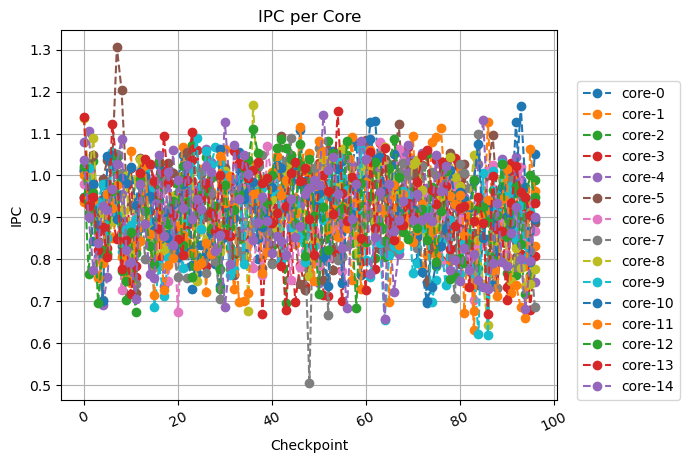 IPC per Core
IPC
1.3
1.2
1.1
1.0
0.9
0.8
0.7
0.6
0.5
0
20
40
60
80
100
Checkpoint
core-0
core-1
core-2
core-3
core-4
core-5
core-6
core-7
core-8
core-9
core-10
core-11
core-12
core-13
core-14